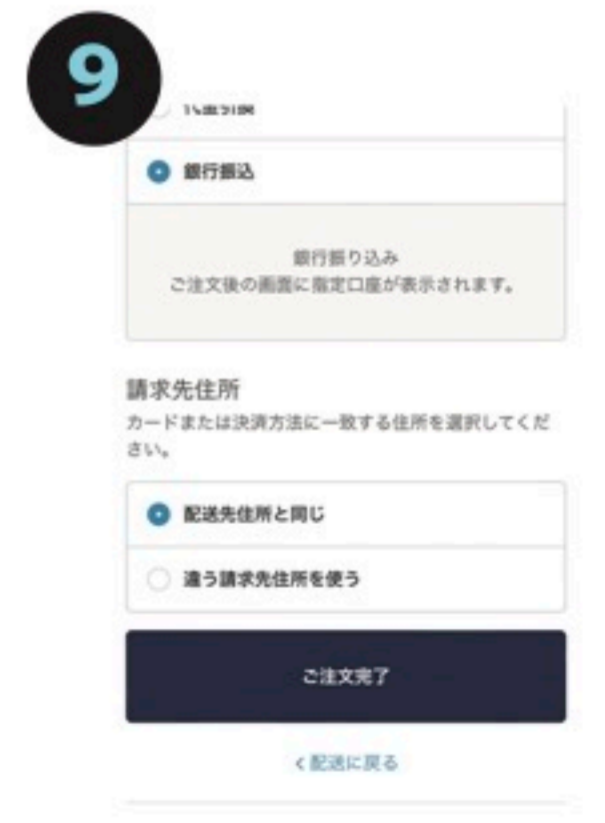 9
銀行振込
銀行振り込み
ご注文後の画面に指定口座が表示されます。
請求先住所
カードまたは決済方法に一致する住所を選択してくだ
さい。
配送先住所と同じ
違う請求先住所を使う
ご注文完了
< 配送に戻る